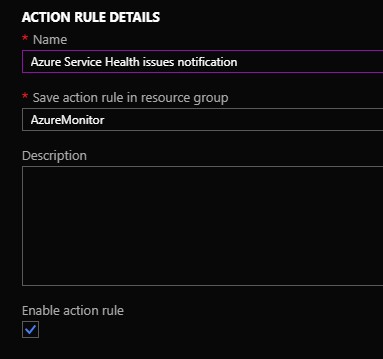 ACTION RULE DETAILS
* Name
Azure Service Health issues notification
* Save action rule in resource group
AzureMonitor
Description
Enable action rule